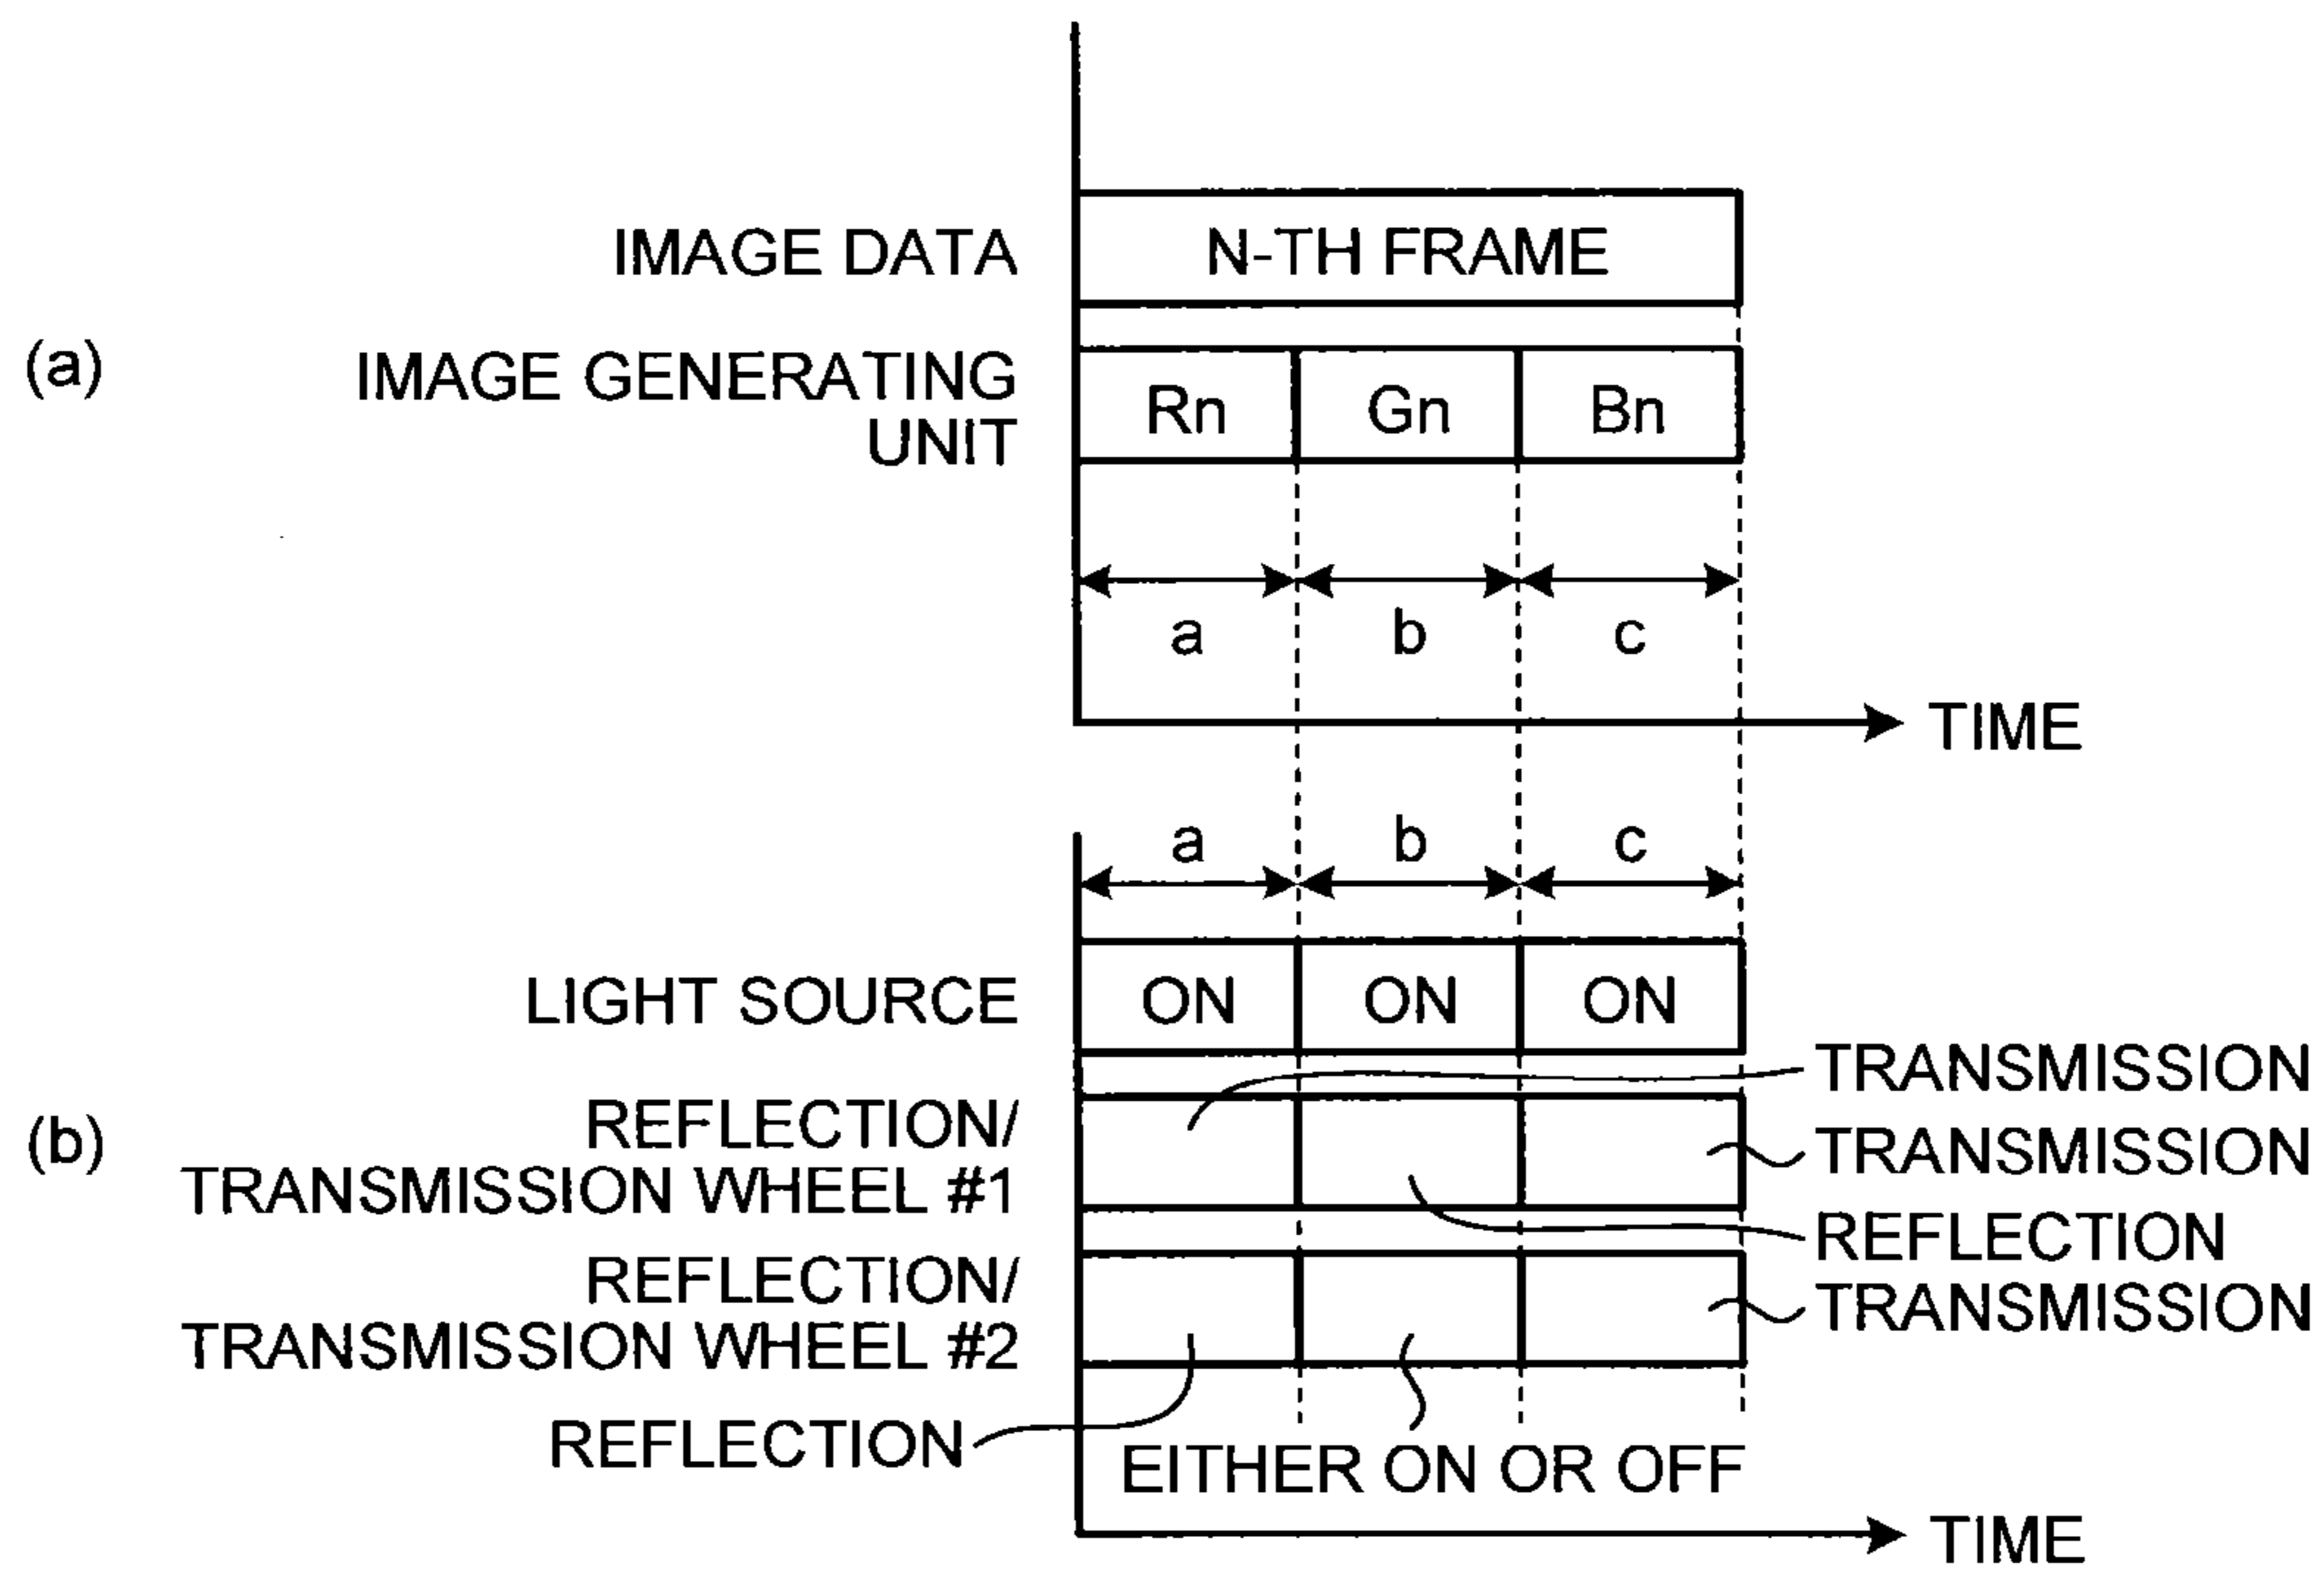 IMAGE DATA
N-TH FRAME
(a)
IMAGE GENERATING
UNIT
Rn
Gn
Bn
a
b
c
TIME
a
b
c
LIGHT SOURCE
ON
ON
ON
TRANSMISSION
(b)
REFLECTION/
TRANSMISSION WHEEL #1
TRANSMISSION
REFLECTION
REFLECTION/
TRANSMISSION WHEEL #2
TRANSMISSION
REFLECTION
EITHER ON OR OFF
TIME